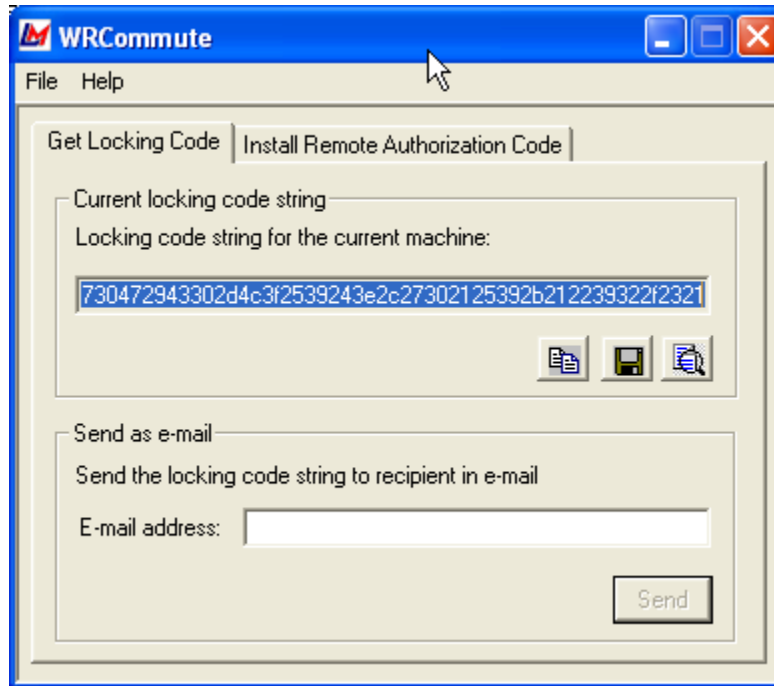 WRCommute
File Help
Get Locking Code Install Remote Authorization Code
Current locking code string
Locking code string for the current machine:
730472943302d4c3f2539243e2c27302125392b212239322f2321
Send as e-mail
Send the locking code string to recipient in e-mail
E-mail address:
Send